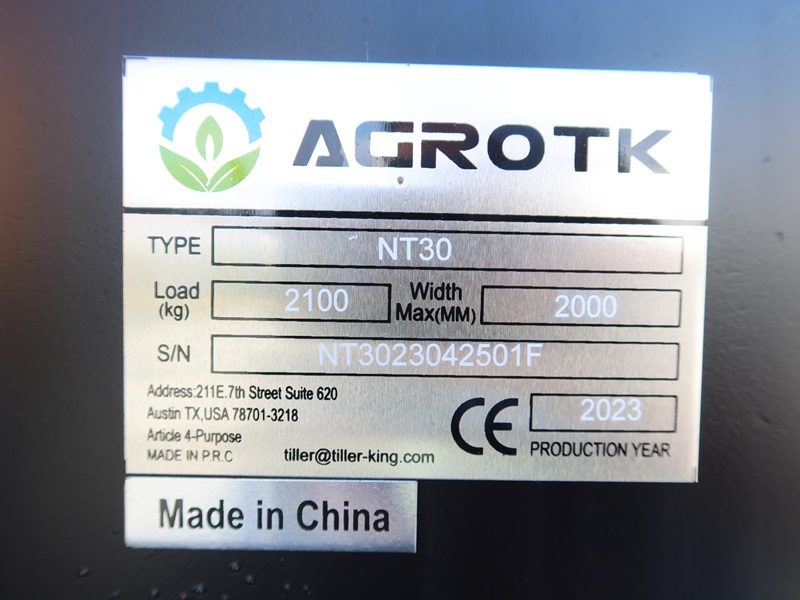 AGROTK
TYPE NT30
Load (kg) 2100 Width Max(MM) 2000
S/N NT3023042501F
Address:211E.7th Street Suite 620
Austin TX,USA 78701-3218
Article 4-Purpose
MADE IN P.R.C tiller@tiller-king.com
CE 2023
PRODUCTION YEAR
Made in China